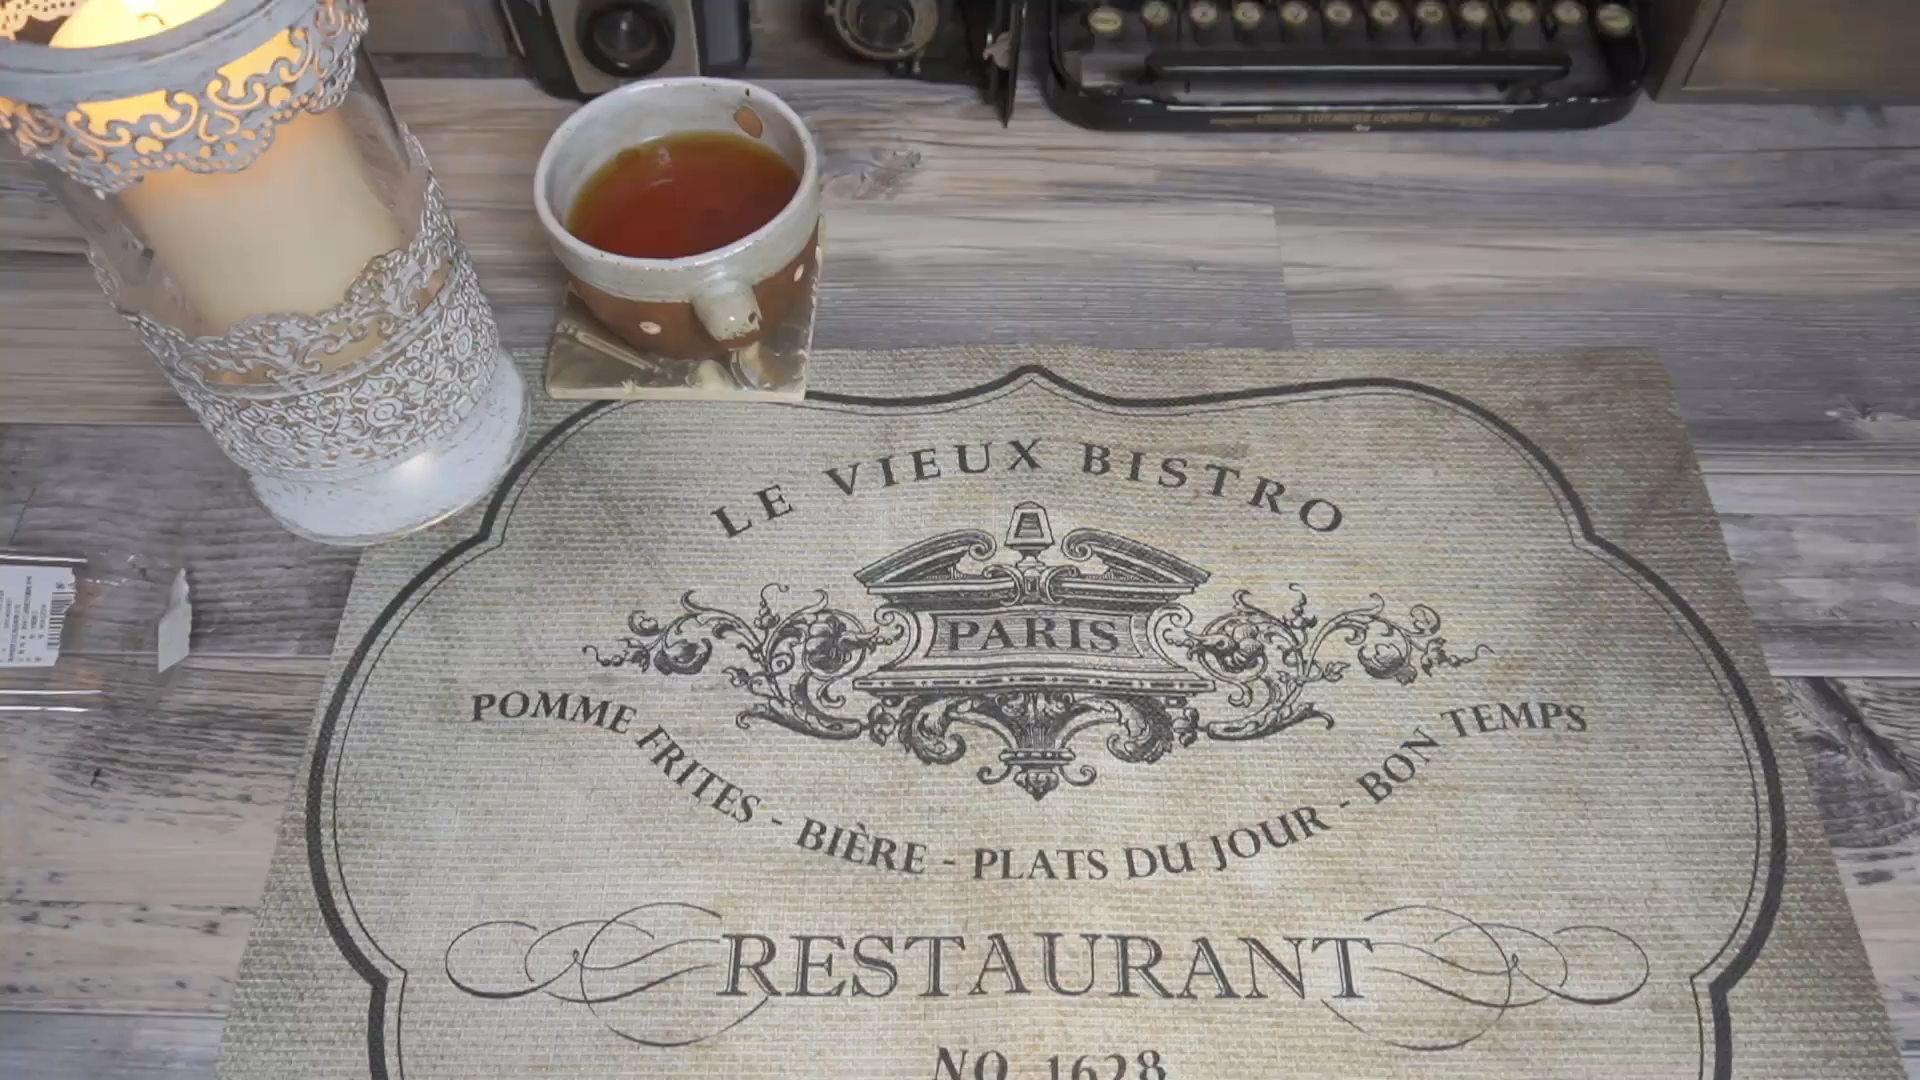 LE VIEUX BISTRO
PARIS
POMME FRITES - BIÈRE - PLATS DU JOUR - BON TEMPS
RESTAURANT
NO 1628